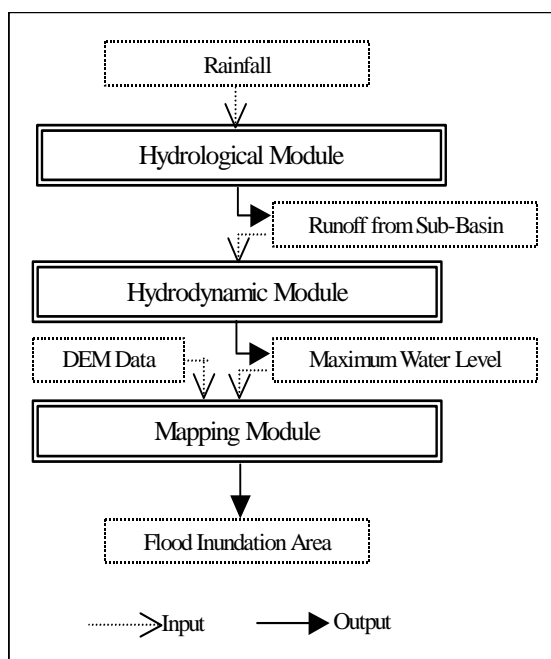 Rainfall
Hydrological Module
Runoff from Sub-Basin
Hydrodynamic Module
DEM Data
Maximum Water Level
Mapping Module
Flood Inundation Area
Input
Output